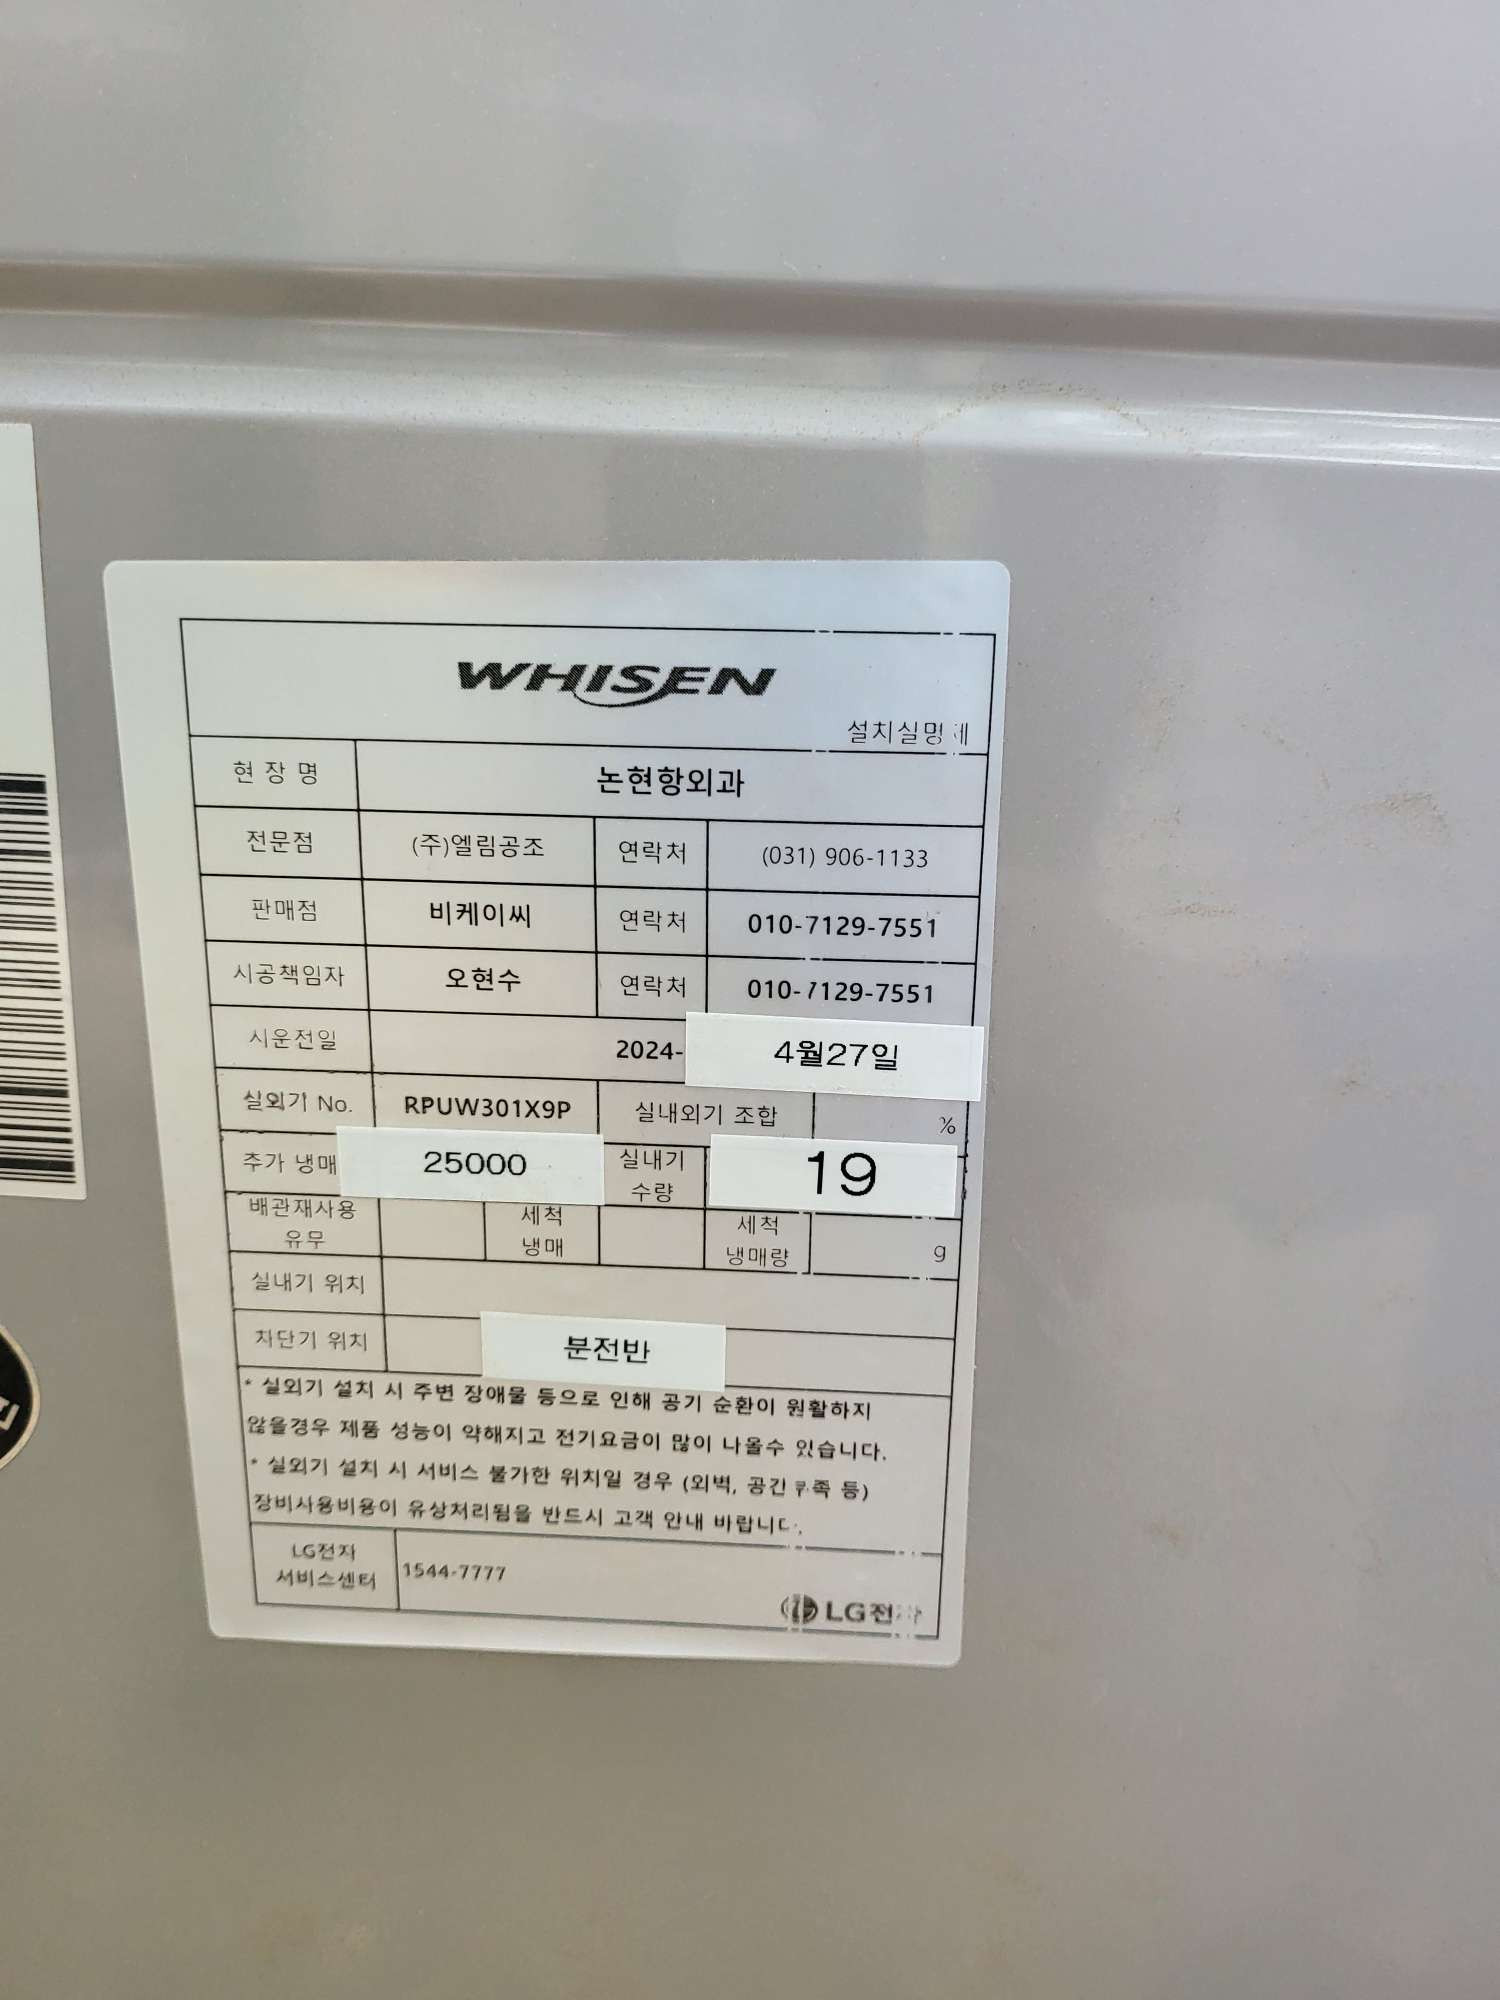 WHISEN
설치실명제
현 장 명 논현항외과
전문점 (주)엘림공조 연락처 (031) 906-1133
판매점 비케이씨 연락처 010-7129-7551
시공책임자 오현수 연락처 010-7129-7551
시운전일 2024- 4월27일
실외기 No. RPUW301X9P 실내외기 조합 %
추가 냉매 25000 실내기 수량 19
배관재사용 유무 세척 냉매 세척 냉매량 g
실내기 위치
차단기 위치 분전반
* 실외기 설치 시 주변 장애물 등으로 인해 공기 순환이 원활하지
않을경우 제품 성능이 약해지고 전기요금이 많이 나올수 있습니다.
* 실외기 설치 시 서비스 불가한 위치일 경우 (외벽, 공간 부족 등)
장비사용비용이 유상처리됨을 반드시 고객 안내 바랍니다.
LG전자 서비스센터 1544-7777
LG전자